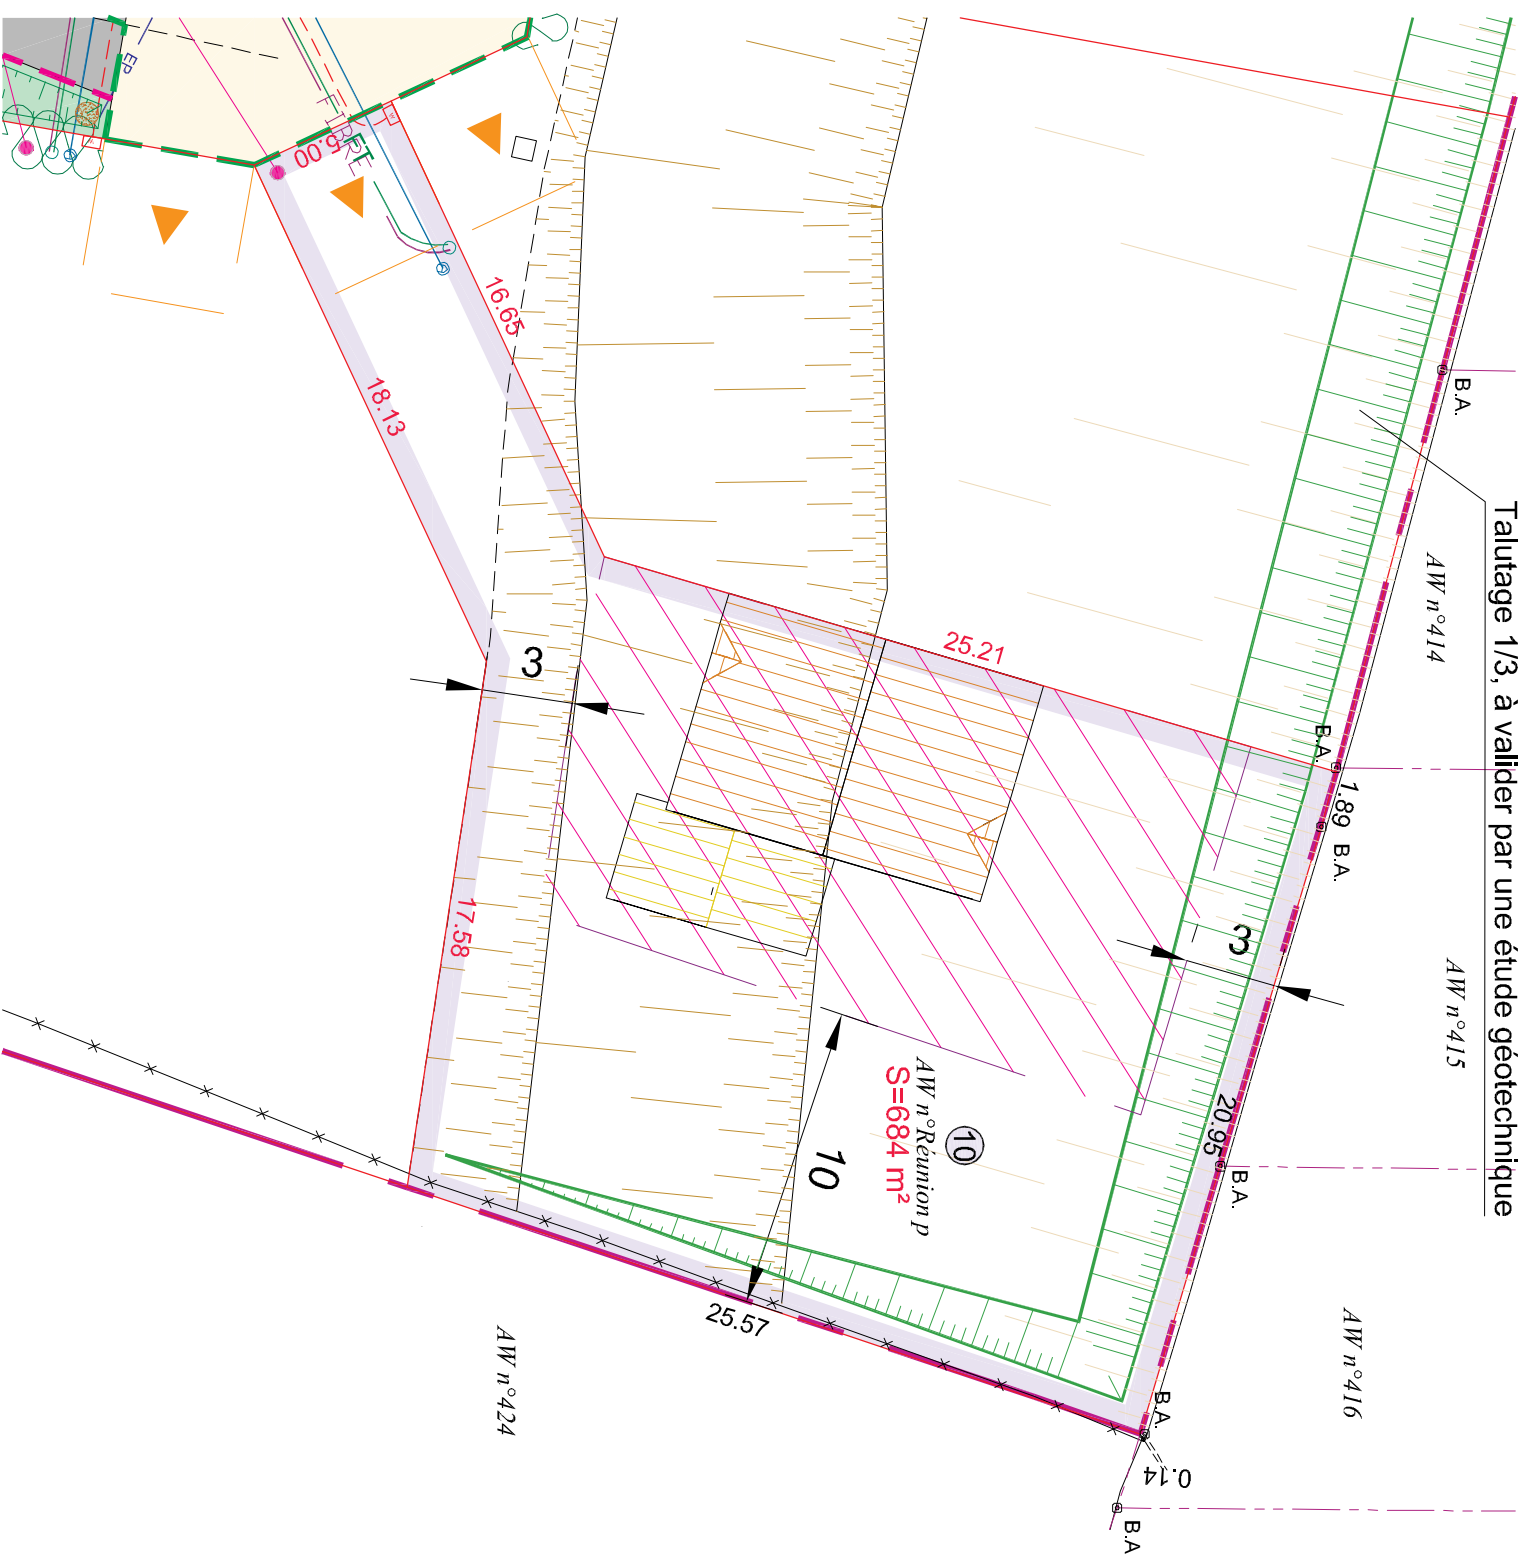 EP
FIBRE
FT
5.00
16.65
18.13
B.A.
Talutage 1/3, à valider par une étude géotechnique
AW n°414
25.21
3
B.A.
1.89
B.A.
17.58
3
AW n°415
20.95
B.A.
AW n°Réunion p
S=684 m²
10
10
25.57
AW n°424
AW n°416
B.A.
0.14
B.A